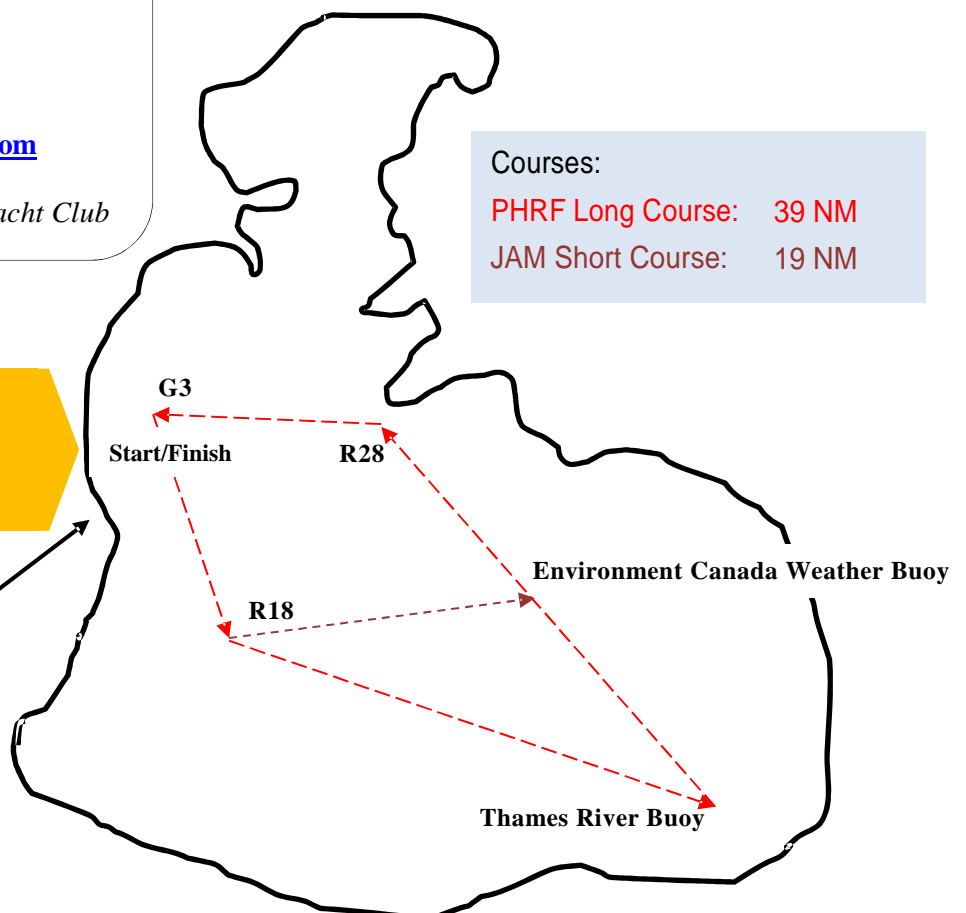 om
acht Club
Courses:
PHRF Long Course: 39 NM
JAM Short Course: 19 NM
G3
Start/Finish
R28
Environment Canada Weather Buoy
R18
Thames River Buoy